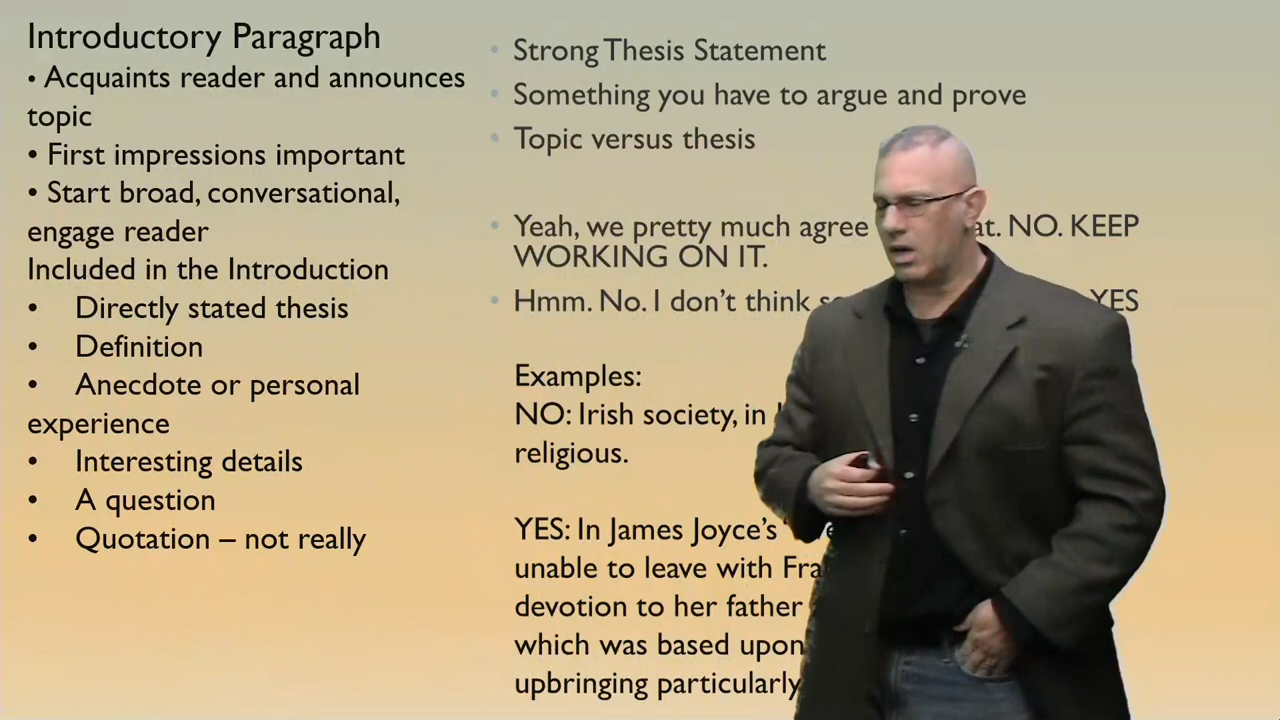 Introductory Paragraph
• Acquaints reader and announces
topic
• First impressions important
• Start broad, conversational,
engage reader
Included in the Introduction
• Directly stated thesis
• Definition
• Anecdote or personal
experience
• Interesting details
• A question
• Quotation – not really
• Strong Thesis Statement
• Something you have to argue and prove
• Topic versus thesis
• Yeah, we pretty much agree NO. KEEP
WORKING ON IT.
• Hmm. No. I don’t think YES
Examples:
NO: Irish society, in
religious.
YES: In James Joyce’s
unable to leave with
devotion to her father
which was based upon
upbringing particularly